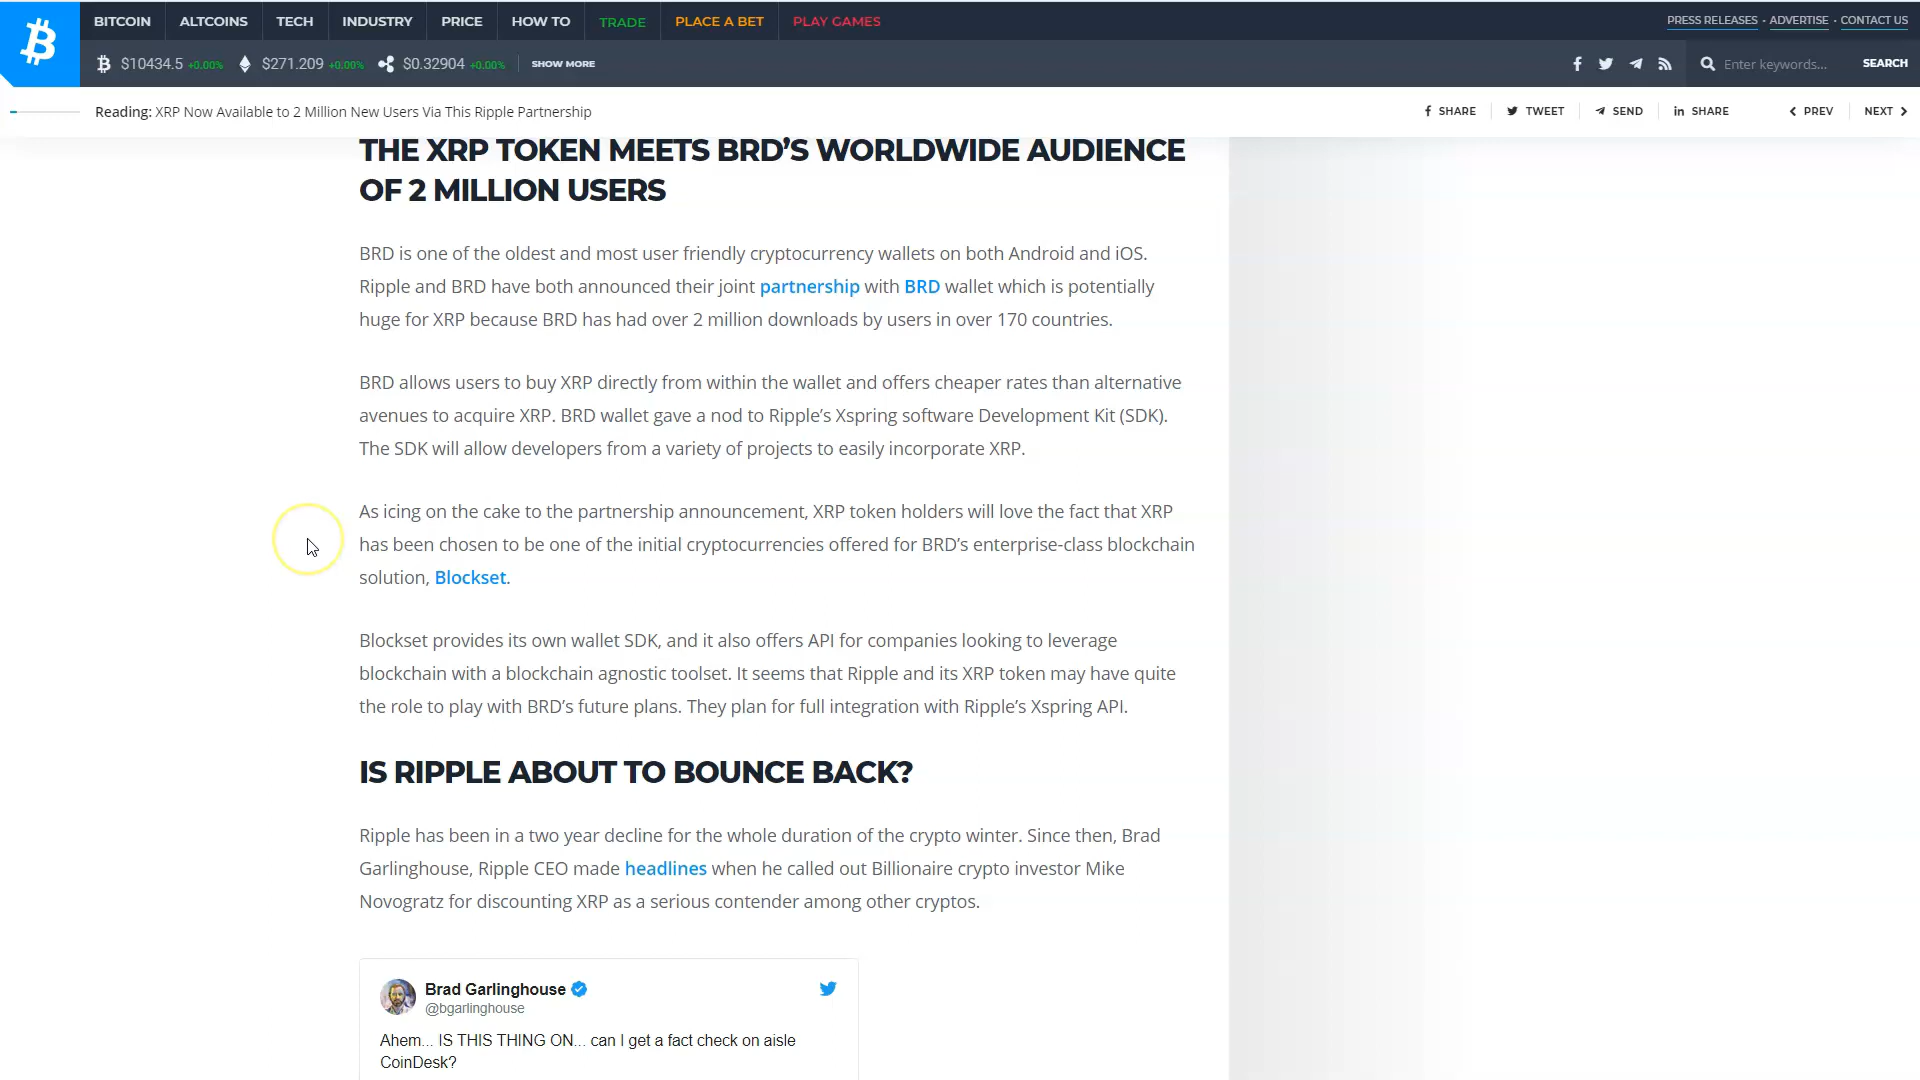 BITCOIN ALTCOINS TECH INDUSTRY PRICE HOW TO TRADE PLACE A BET PLAY GAMES PRESS RELEASES - ADVERTISE - CONTACT US
$10434.5 +0.00% $271.209 +0.00% $0.32904 +0.00% SHOW MORE Enter keywords... SEARCH
Reading: XRP Now Available to 2 Million New Users Via This Ripple Partnership SHARE TWEET SEND SHARE PREV NEXT
THE XRP TOKEN MEETS BRD’S WORLDWIDE AUDIENCE
OF 2 MILLION USERS
BRD is one of the oldest and most user friendly cryptocurrency wallets on both Android and iOS.
Ripple and BRD have both announced their joint partnership with BRD wallet which is potentially
huge for XRP because BRD has had over 2 million downloads by users in over 170 countries.
BRD allows users to buy XRP directly from within the wallet and offers cheaper rates than alternative
avenues to acquire XRP. BRD wallet gave a nod to Ripple’s Xspring software Development Kit (SDK).
The SDK will allow developers from a variety of projects to easily incorporate XRP.
As icing on the cake to the partnership announcement, XRP token holders will love the fact that XRP
has been chosen to be one of the initial cryptocurrencies offered for BRD’s enterprise-class blockchain
solution, Blockset.
Blockset provides its own wallet SDK, and it also offers API for companies looking to leverage
blockchain with a blockchain agnostic toolset. It seems that Ripple and its XRP token may have quite
the role to play with BRD’s future plans. They plan for full integration with Ripple’s Xspring API.
IS RIPPLE ABOUT TO BOUNCE BACK?
Ripple has been in a two year decline for the whole duration of the crypto winter. Since then, Brad
Garlinghouse, Ripple CEO made headlines when he called out Billionaire crypto investor Mike
Novogratz for discounting XRP as a serious contender among other cryptos.
Brad Garlinghouse
@bgarlinghouse
Ahem... IS THIS THING ON... can I get a fact check on aisle
CoinDesk?